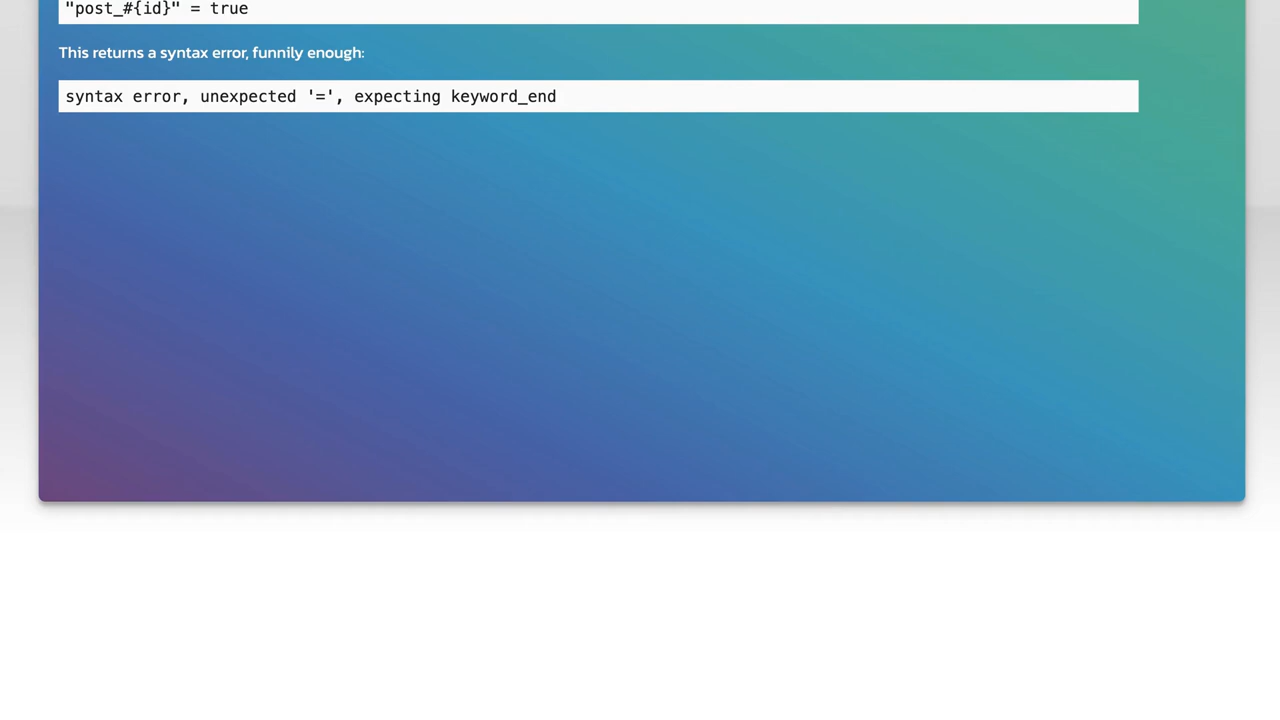 "post_#{id}" = true
This returns a syntax error, funnily enough:
syntax error, unexpected '=', expecting keyword_end